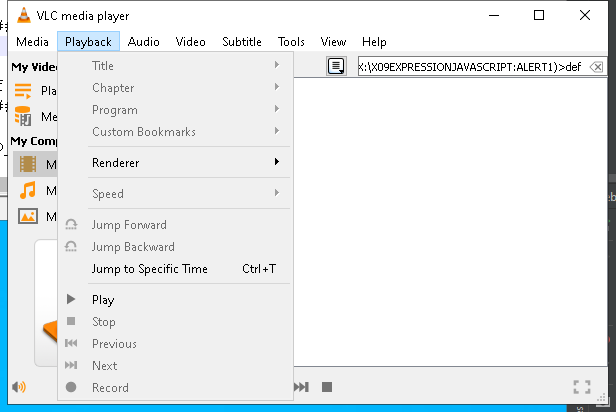 VLC media player
Media Playback Audio Video Subtitle Tools View Help
My Vide
Title
x:\X09EXPRESSIONJAVASCRIPT:ALERT1)>def
Pla
Chapter
Me
Program
Custom Bookmarks
My Comp
M
Renderer
M
Speed
M
Jump Forward
Jump Backward
Jump to Specific Time Ctrl+T
Play
Stop
Previous
Next
Record